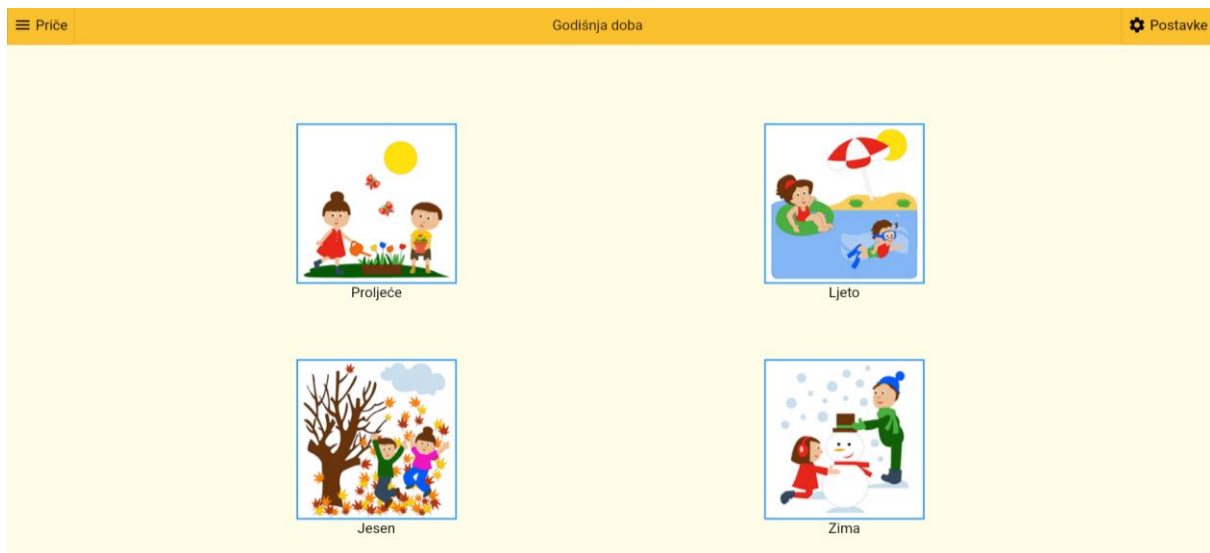 Priče
Godišnja doba
Postavke
Proljeće
Ljeto
Jesen
Zima